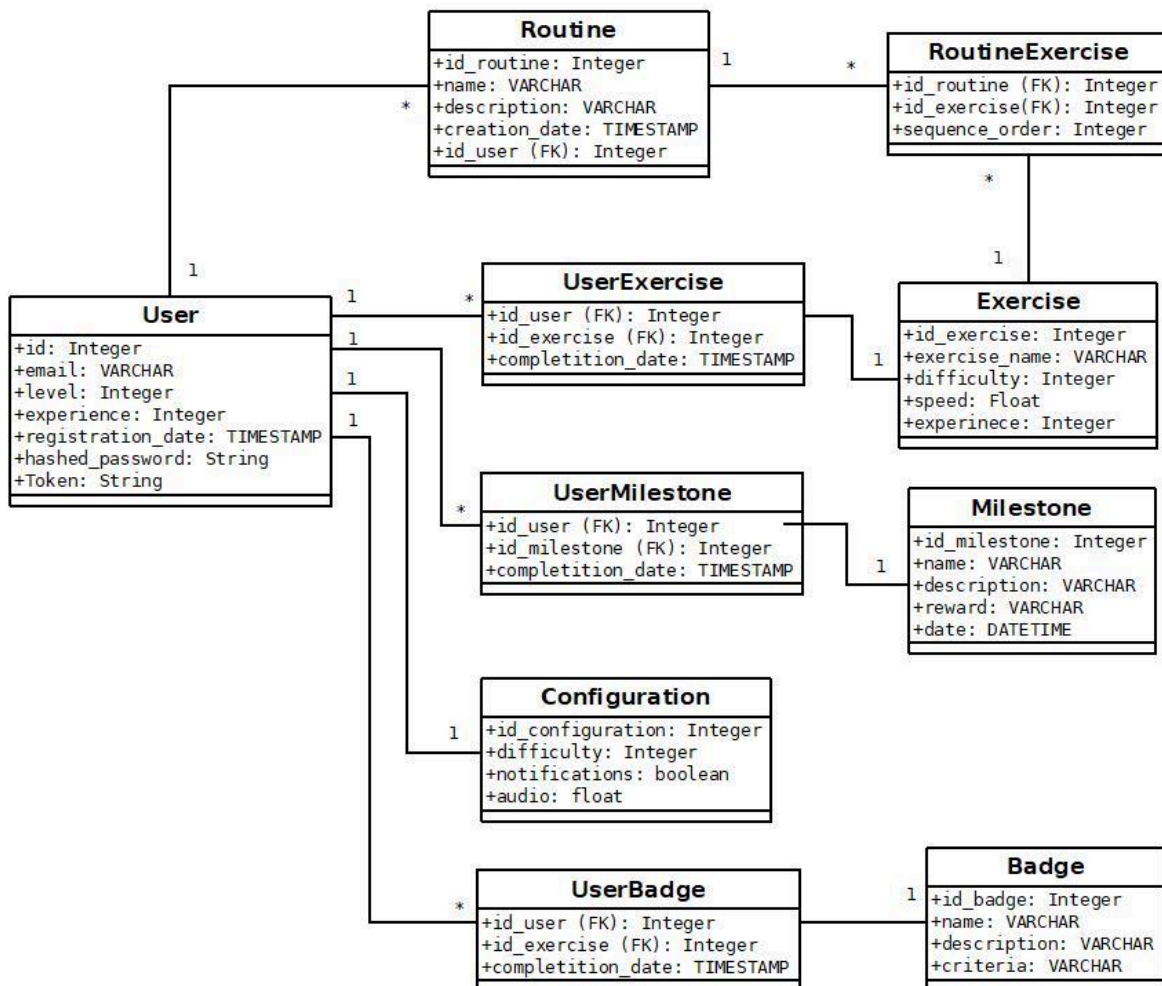 Routine
+id_routine: Integer
+name: VARCHAR
+description: VARCHAR
+creation_date: TIMESTAMP
+id_user (FK): Integer
1
*
RoutineExercise
+id_routine (FK): Integer
+id_exercise(FK): Integer
+sequence_order: Integer
*
*
1
1
User
+id: Integer
+email: VARCHAR
+level: Integer
+experience: Integer
+registration_date: TIMESTAMP
+hashed_password: String
+Token: String
1
*
1
1
1
UserExercise
+id_user (FK): Integer
+id_exercise (FK): Integer
+completition_date: TIMESTAMP
1
Exercise
+id_exercise: Integer
+exercise_name: VARCHAR
+difficulty: Integer
+speed: Float
+experinece: Integer
*
UserMilestone
+id_user (FK): Integer
+id_milestone (FK): Integer
+completition_date: TIMESTAMP
1
Milestone
+id_milestone: Integer
+name: VARCHAR
+description: VARCHAR
+reward: VARCHAR
+date: DATETIME
1
Configuration
+id_configuration: Integer
+difficulty: Integer
+notifications: boolean
+audio: float
*
UserBadge
+id_user (FK): Integer
+id_exercise (FK): Integer
+completition_date: TIMESTAMP
1
Badge
+id_badge: Integer
+name: VARCHAR
+description: VARCHAR
+criteria: VARCHAR